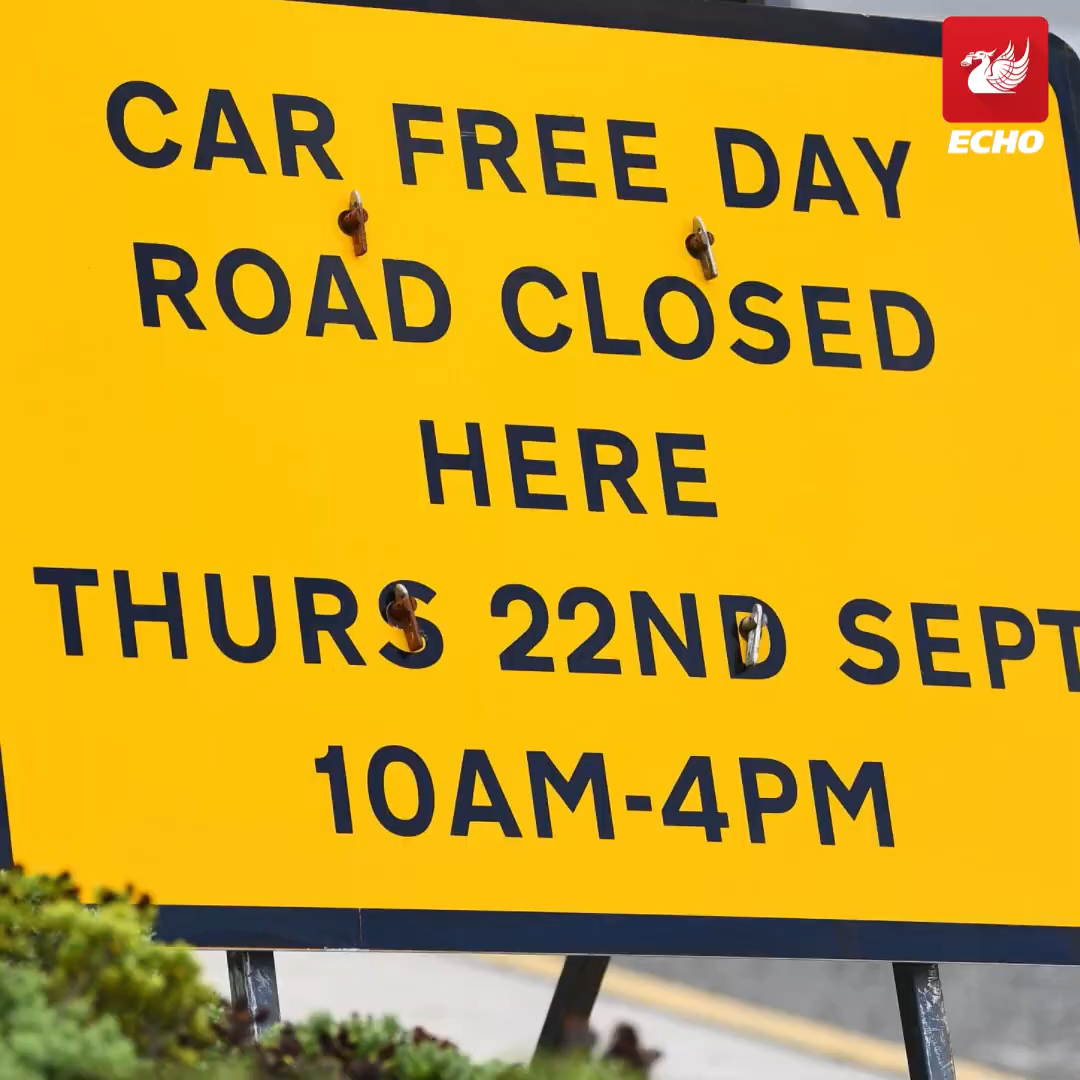 ECHO
CAR FREE DAY
ROAD CLOSED
HERE
THURS 22ND SEPT
10AM-4PM